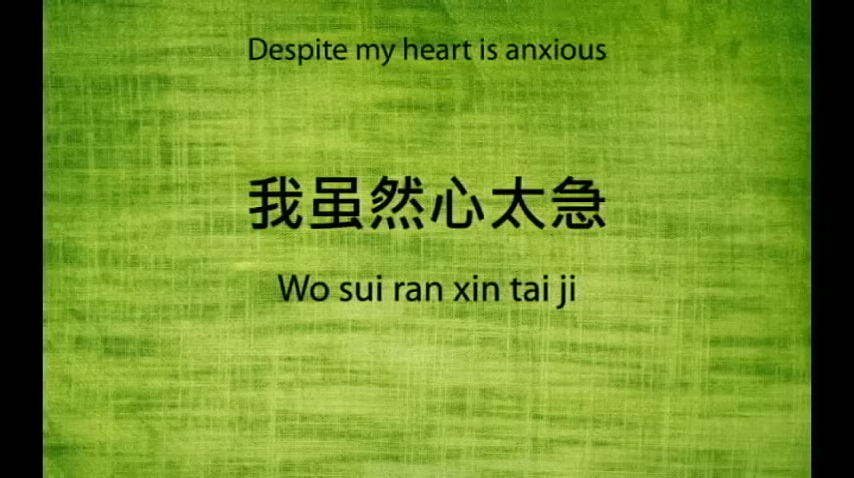 Despite my heart is anxious
我虽然心太急
Wo sui ran xin tai ji